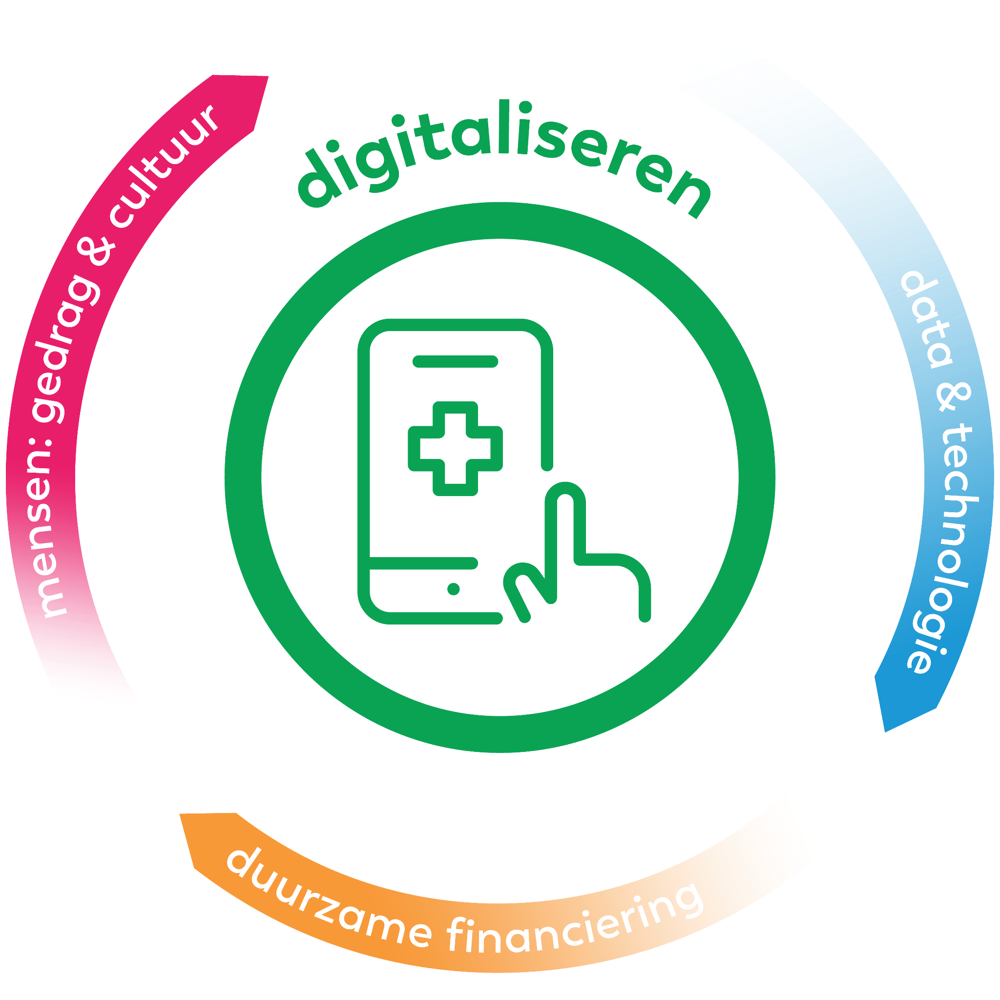 digitaliseren
mensen: gedrag & cultuur
data & technologie
duurzame financiering